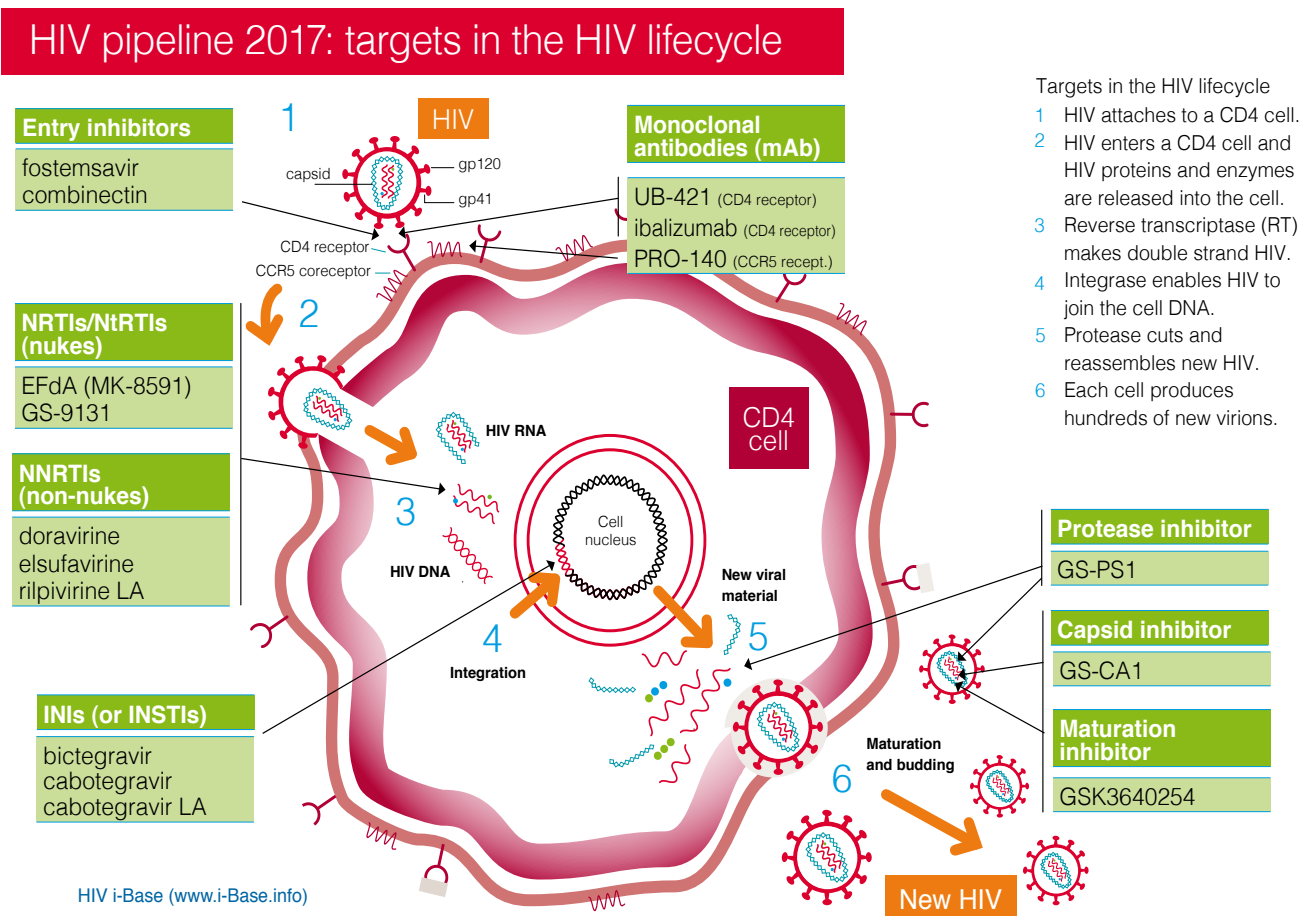 HIV pipeline 2017: targets in the HIV lifecycle
Entry inhibitors
fostemsavir
combinectin
1
HIV
capsid
gp120
gp41
CD4 receptor
CCR5 coreceptor
Monoclonal
antibodies (mAb)
UB-421 (CD4 receptor)
ibalizumab (CD4 receptor)
PRO-140 (CCR5 recept.)
Targets in the HIV lifecycle
1 HIV attaches to a CD4 cell.
2 HIV enters a CD4 cell and
HIV proteins and enzymes
are released into the cell.
3 Reverse transcriptase (RT)
makes double strand HIV.
4 Integrase enables HIV to
join the cell DNA.
5 Protease cuts and
reassembles new HIV.
6 Each cell produces
hundreds of new virions.
2
NRTIs/NtRTIs
(nukes)
EFdA (MK-8591)
GS-9131
NNRTIs
(non-nukes)
doravirine
elsufavirine
rilpivirine LA
HIV RNA
3
HIV DNA
CD4
cell
Cell
nucleus
4
Integration
New viral
material
5
Protease inhibitor
GS-PS1
Capsid inhibitor
GS-CA1
Maturation
inhibitor
GSK3640254
INIs (or INSTIs)
bictegravir
cabotegravir
cabotegravir LA
Maturation
and budding
6
New HIV
HIV i-Base (www.i-Base.info)